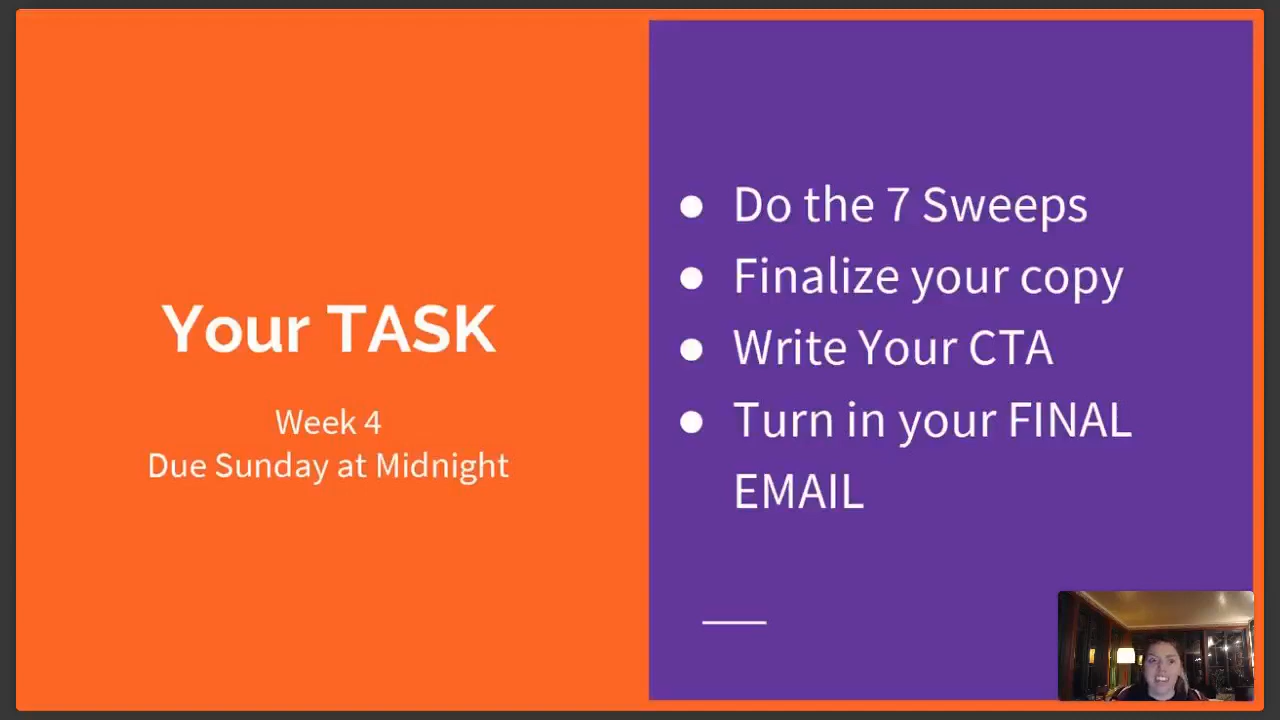 Your TASK
Week 4
Due Sunday at Midnight
● Do the 7 Sweeps
● Finalize your copy
● Write Your CTA
● Turn in your FINAL
EMAIL